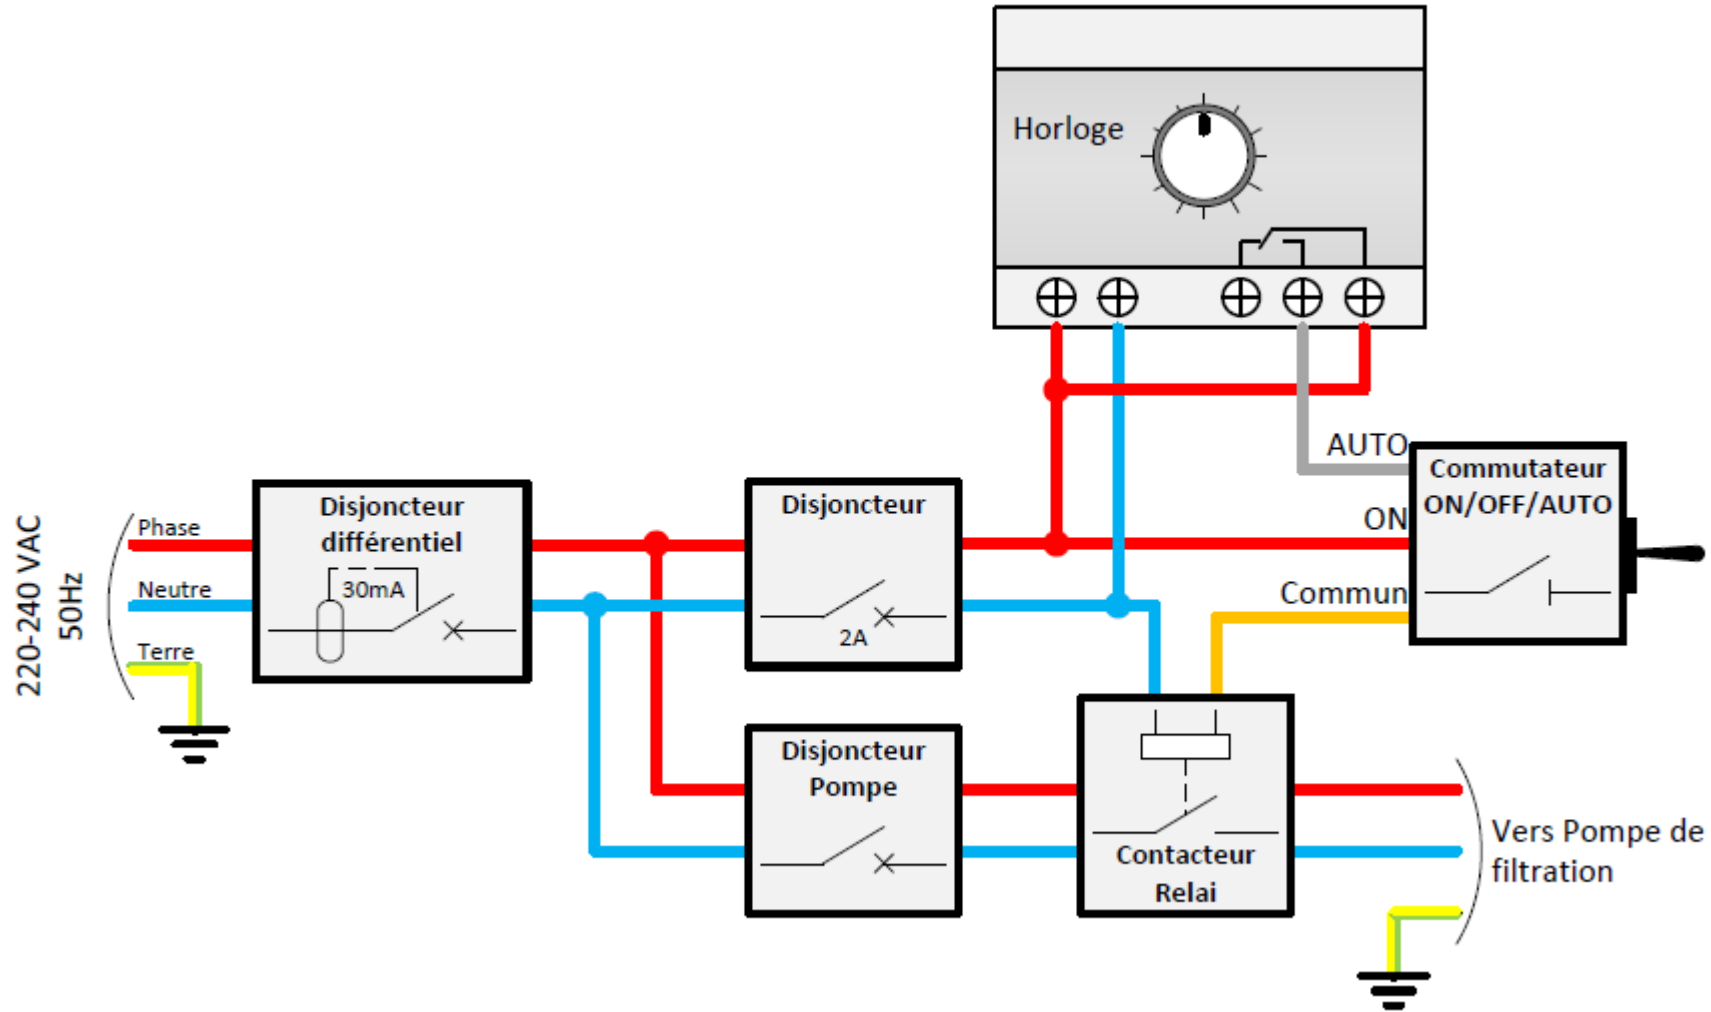 Horloge
AUTO
Commutateur
ON/OFF/AUTO
ON
Commun
Disjoncteur
différentiel
30mA
Disjoncteur
2A
220-240 VAC
50Hz
Phase
Neutre
Terre
Disjoncteur
Pompe
Contacteur
Relai
Vers Pompe de
filtration